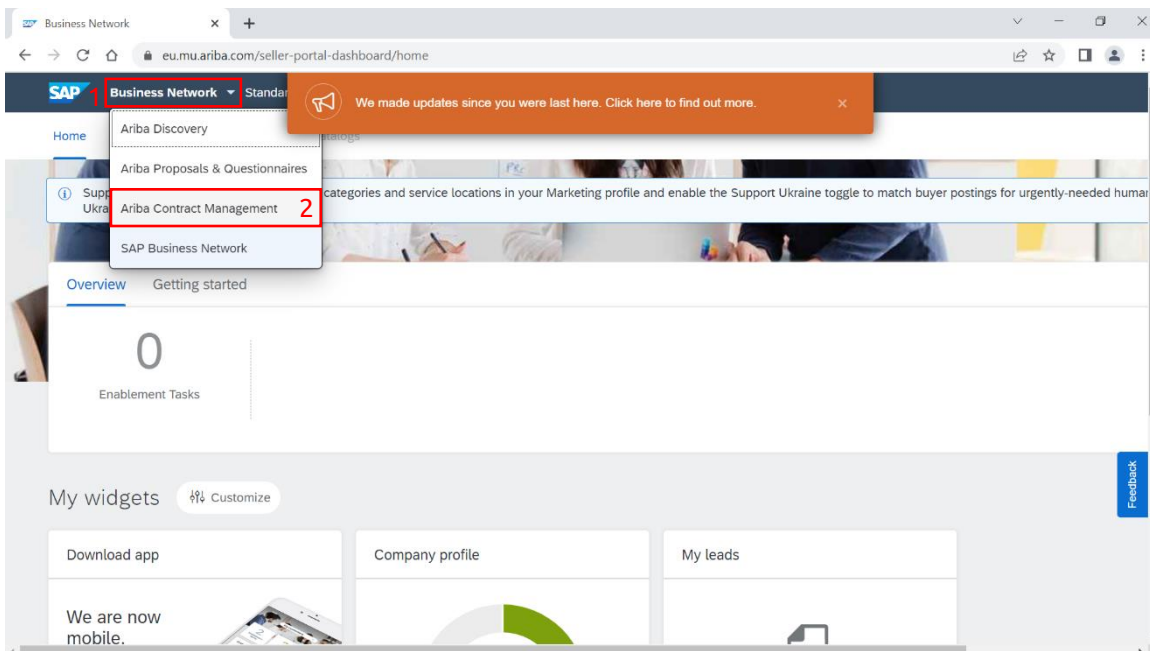 Business Network
eu.mu.ariba.com/seller-portal-dashboard/home
SAP 1 Business Network Standar
We made updates since you were last here. Click here to find out more.
Home
Ariba Discovery
Ariba Proposals & Questionnaires
Ariba Contract Management 2
SAP Business Network
Supp
categories and service locations in your Marketing profile and enable the Support Ukraine toggle to match buyer postings for urgently-needed humar
Ukra
Overview Getting started
0
Enablement Tasks
Feedback
My widgets Customize
Download app
Company profile
My leads
We are now
mobile.